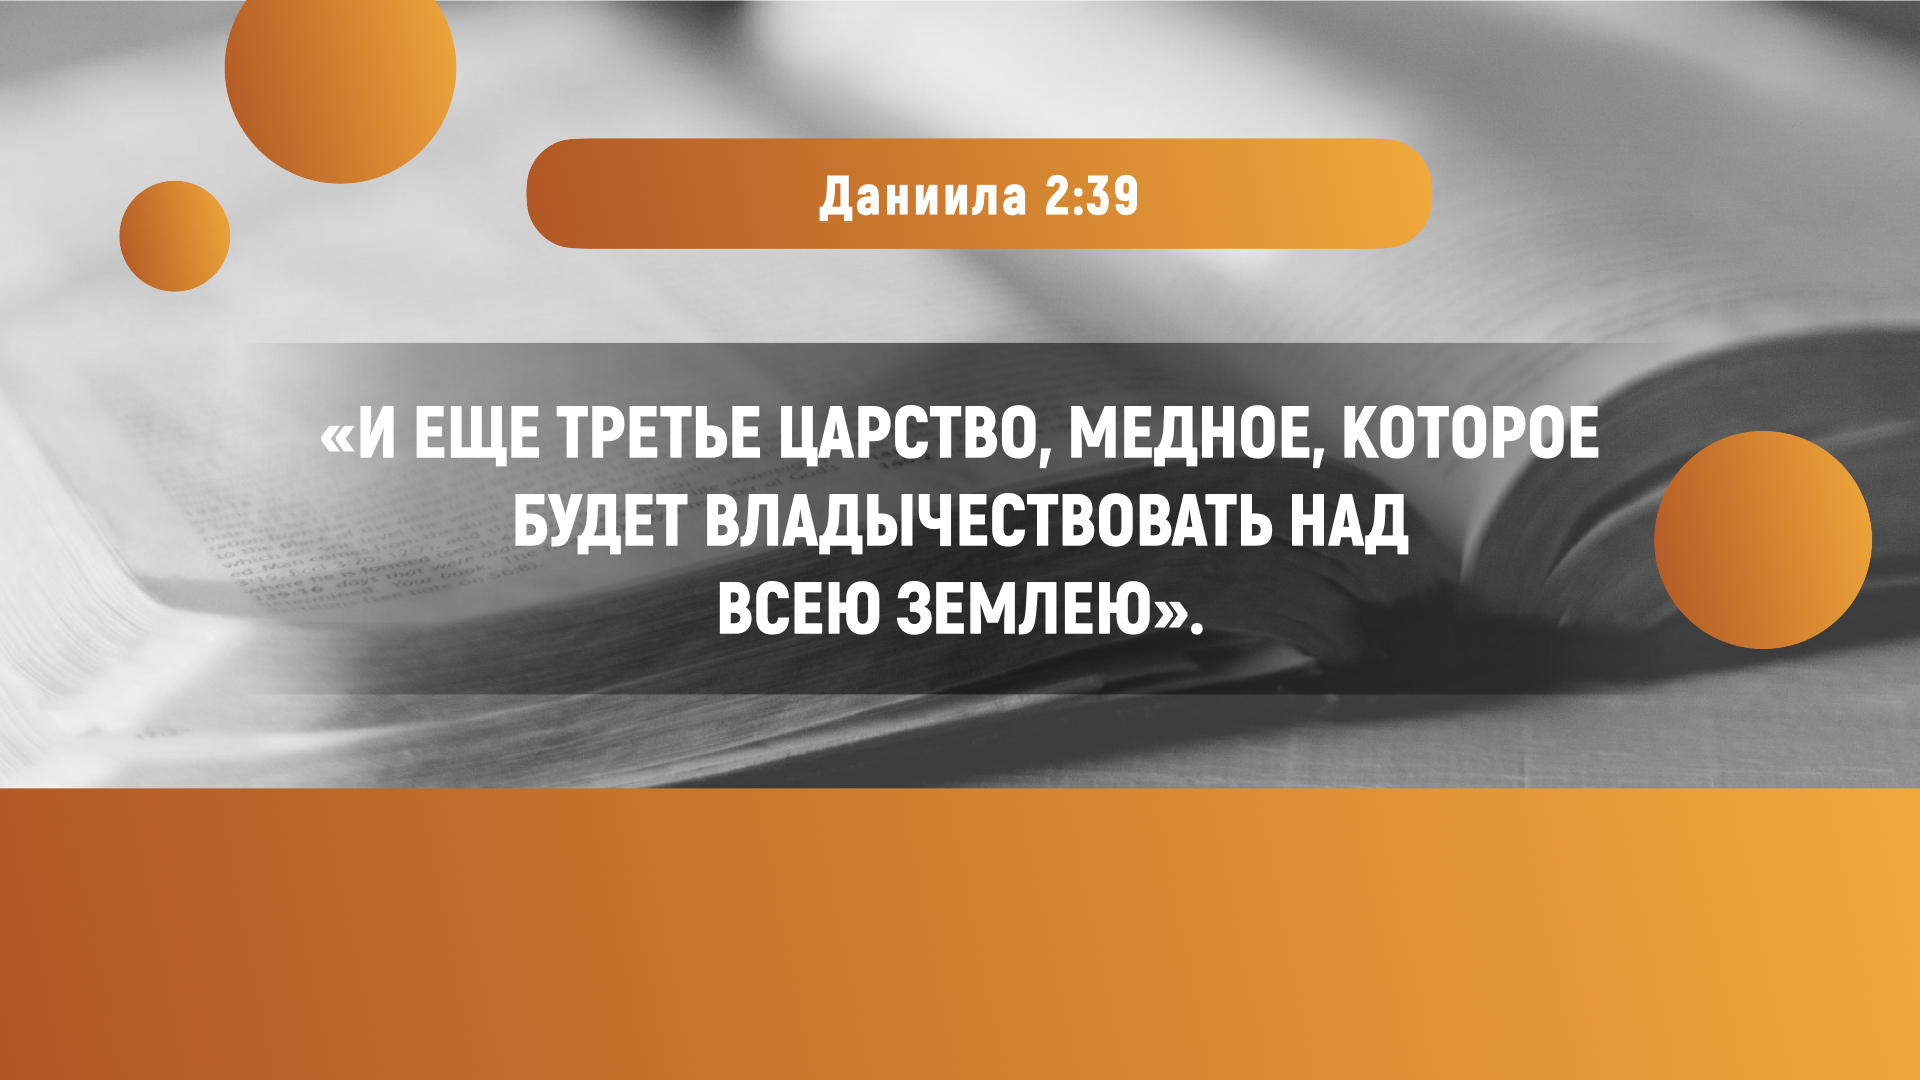 Даниила 2:39
«И ЕЩЕ ТРЕТЬЕ ЦАРСТВО, МЕДНОЕ, КОТОРОЕ
БУДЕТ ВЛАДЫЧЕСТВОВАТЬ НАД
ВСЕЮ ЗЕМЛЕЮ».